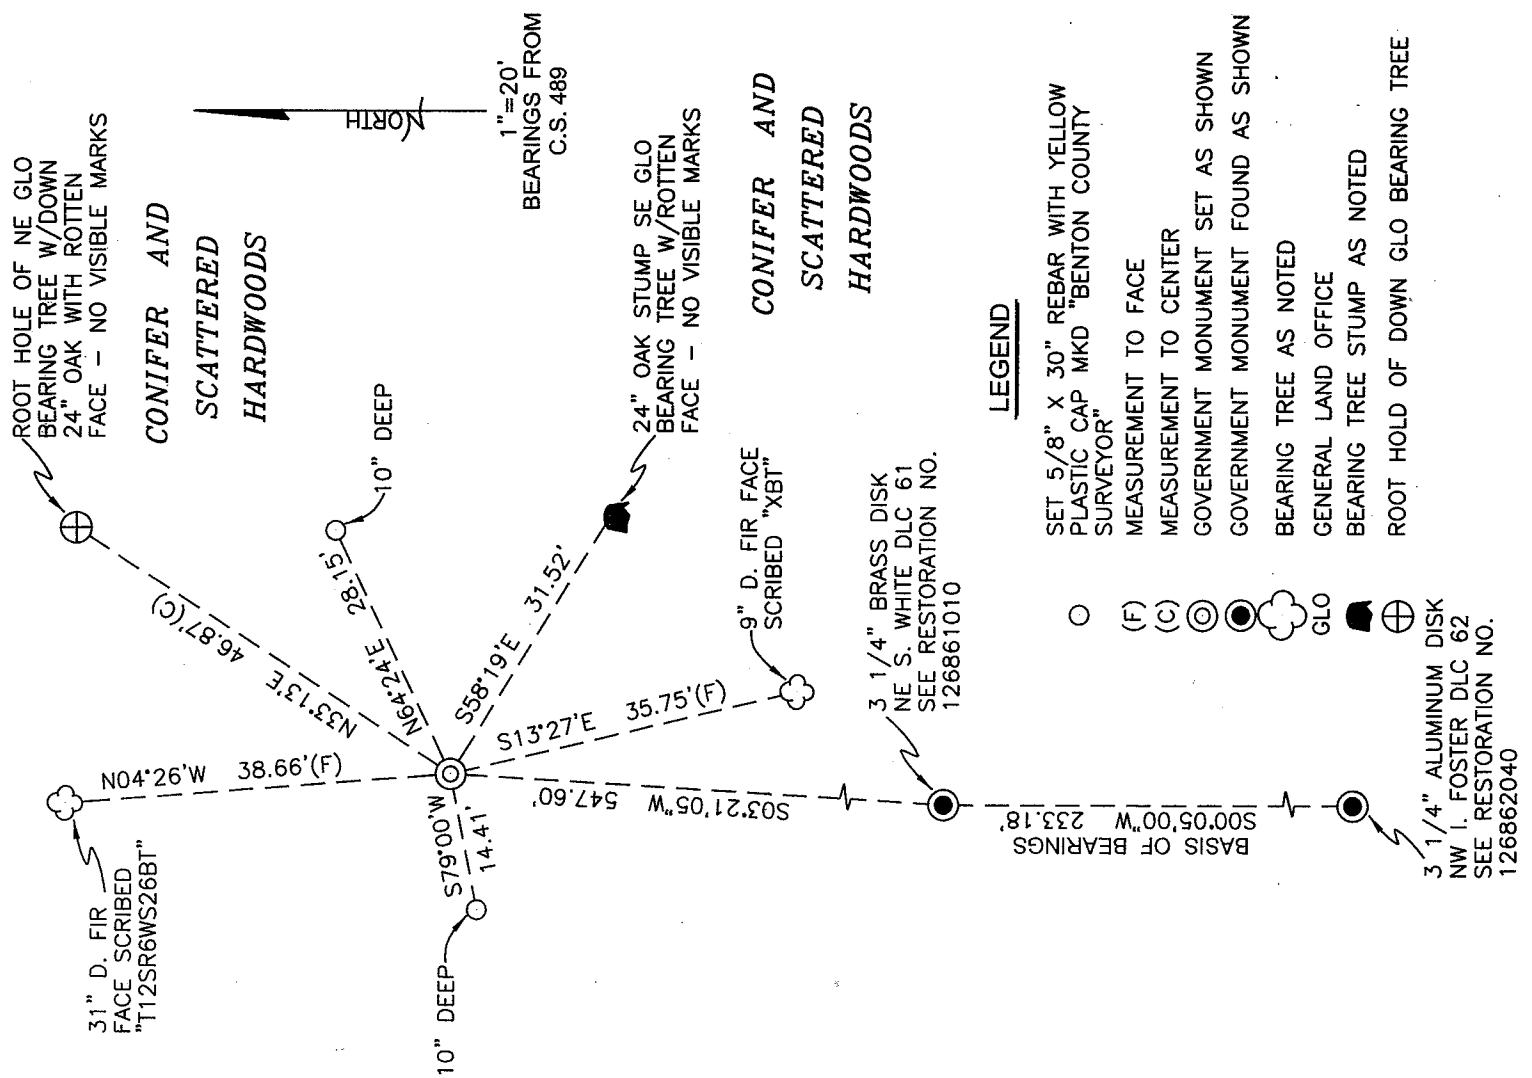 ROOT HOLE OF NE GLO
BEARING TREE W/DOWN
24" OAK WITH ROTTEN
FACE - NO VISIBLE MARKS
CONIFER AND
SCATTERED
HARDWOODS
NORTH
1"=20'
BEARINGS FROM
C.S. 489
31" D. FIR
FACE SCRIBED
"T12SR6WS26BT"
N04°26'W 38.66'(F)
N33°13'E 46.87'(C)
N64°24'E 28.15'
10" DEEP
S58°19'E 31.52'
24" OAK STUMP SE GLO
BEARING TREE W/ROTTEN
FACE - NO VISIBLE MARKS
CONIFER AND
SCATTERED
HARDWOODS
S13°27'E 35.75'(F)
9" D. FIR FACE
SCRIBED "XBT"
S79°00'W
14.41'
10" DEEP
S03°21'05"W 547.60'
3 1/4" BRASS DISK
NE S. WHITE DLC 61
SEE RESTORATION NO.
126861010
S00°05'00"W 233.18'
BASIS OF BEARINGS
3 1/4" ALUMINUM DISK
NW I. FOSTER DLC 62
SEE RESTORATION NO.
126862040
LEGEND
SET 5/8" X 30" REBAR WITH YELLOW
PLASTIC CAP MKD "BENTON COUNTY
SURVEYOR"
(F) MEASUREMENT TO FACE
(C) MEASUREMENT TO CENTER
GOVERNMENT MONUMENT SET AS SHOWN
GOVERNMENT MONUMENT FOUND AS SHOWN
BEARING TREE AS NOTED
GLO GENERAL LAND OFFICE
BEARING TREE STUMP AS NOTED
ROOT HOLD OF DOWN GLO BEARING TREE